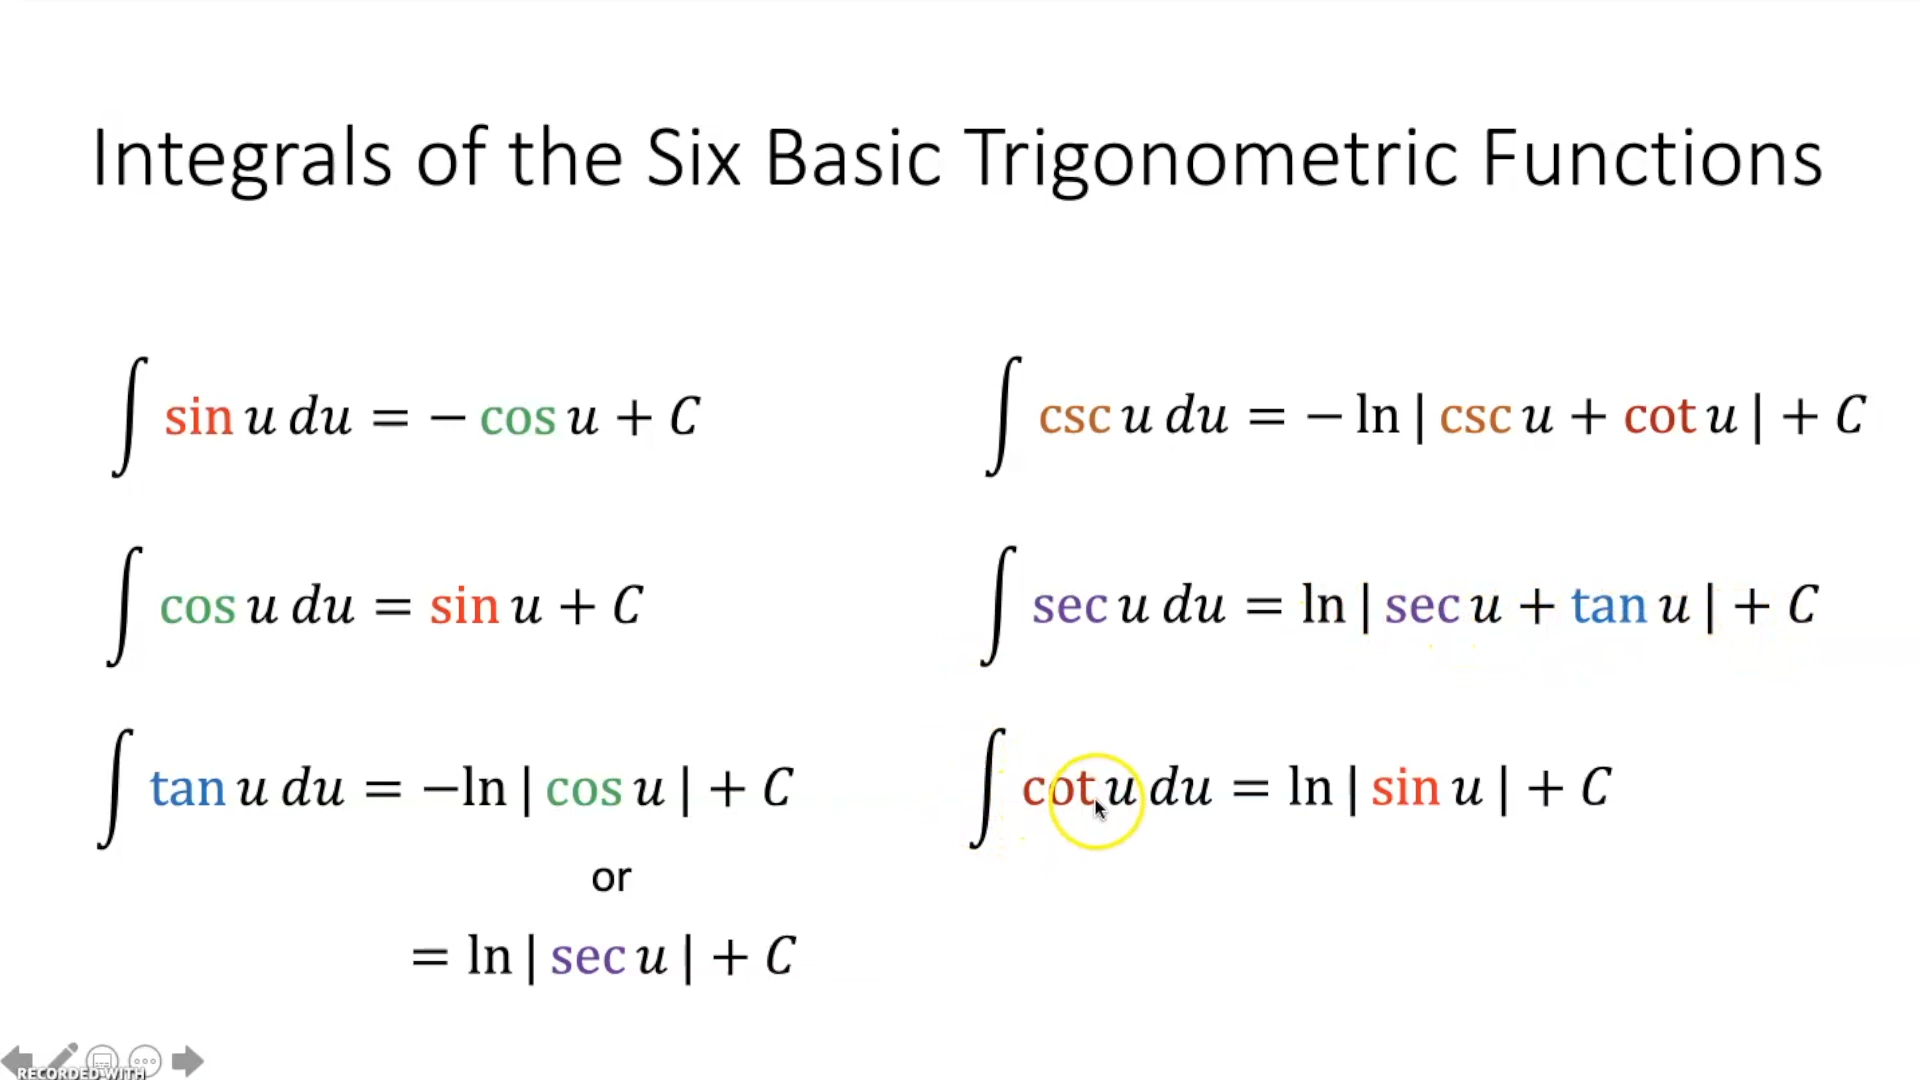 Integrals of the Six Basic Trigonometric Functions
∫ sin u du = − cos u + C
∫ cos u du = sin u + C
∫ tan u du = −ln | cos u | + C
or
= ln | sec u | + C
∫ csc u du = − ln | csc u + cot u | + C
∫ sec u du = ln | sec u + tan u | + C
∫ cot u du = ln | sin u | + C
RECORDED WITH